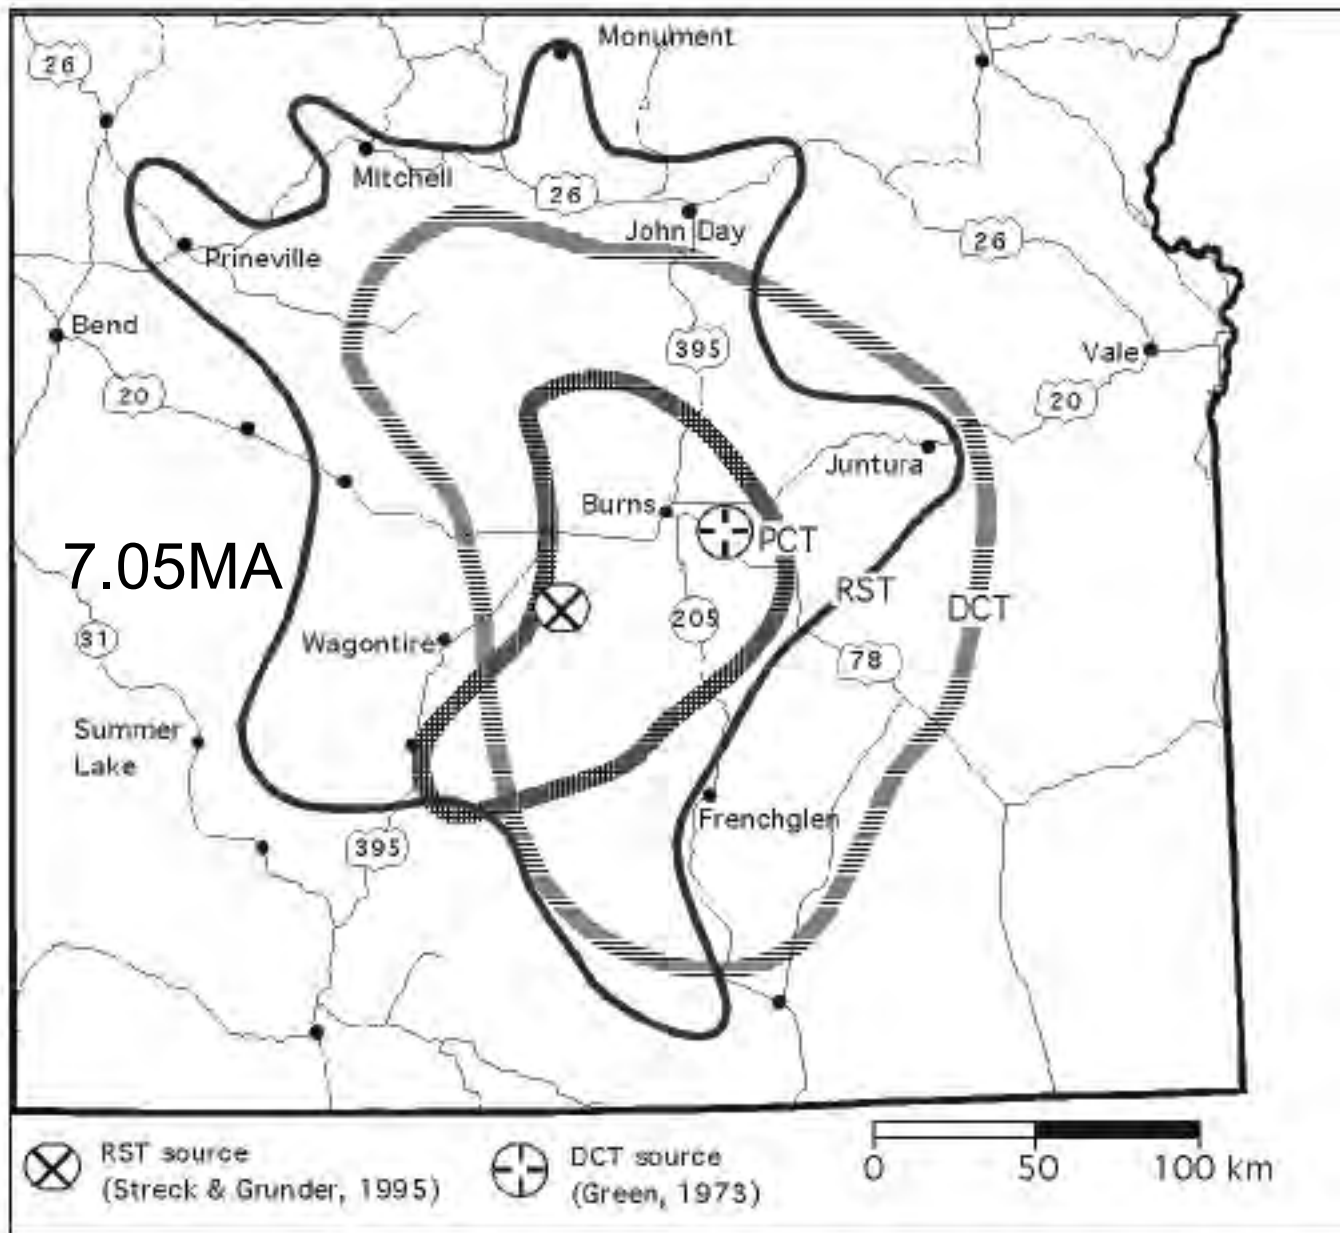 Monument
26
Mitchell
26
John Day
26
Prineville
Bend
395
Vale
20
20
Juntura
Burns
PCT
7.05MA
RST
DCT
205
31
Wagontire
78
Summer
Lake
Frenchglen
395
RST source
(Streck & Grunder, 1995)
DCT source
(Green, 1973)
0 50 100 km